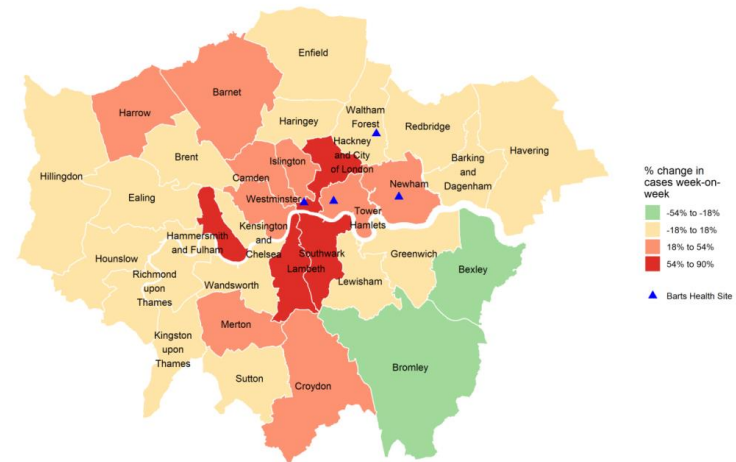 Enfield
Barnet
Harrow
Waltham
Forest
Haringey
Redbridge
Havering
Hackney
and City
of London
Brent
Islington
Barking
and
Dagenham
Hillingdon
Camden
Newham
Ealing
Westminster
Tower
Hamlets
Kensington
and
Chelsea
Hammersmith
and Fulham
Southwark
Greenwich
Hounslow
Bexley
Richmond
upon
Thames
Lambeth
Wandsworth
Lewisham
Merton
Kingston
upon
Thames
Bromley
Sutton
Croydon
% change in
cases week-on-
week
-54% to -18%
-18% to 18%
18% to 54%
54% to 90%
Barts Health Site